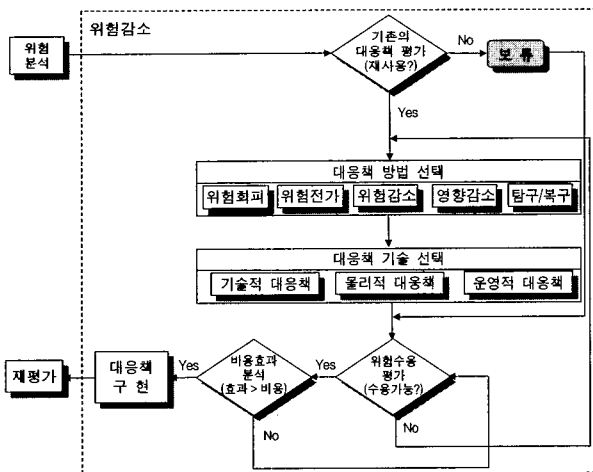 위험감소
위험
분석
기존의
대응책 평가
(재사용?)
No
보 류
Yes
대응책 방법 선택
위험회피
위험전가
위험감소
영향감소
탐구/복구
대응책 기술 선택
기술적 대응책
물리적 대응책
운영적 대응책
재평가
대응책
구 현
Yes
비용효과
분석
(효과 > 비용)
Yes
위험수용
평가
(수용가능?)
No
No